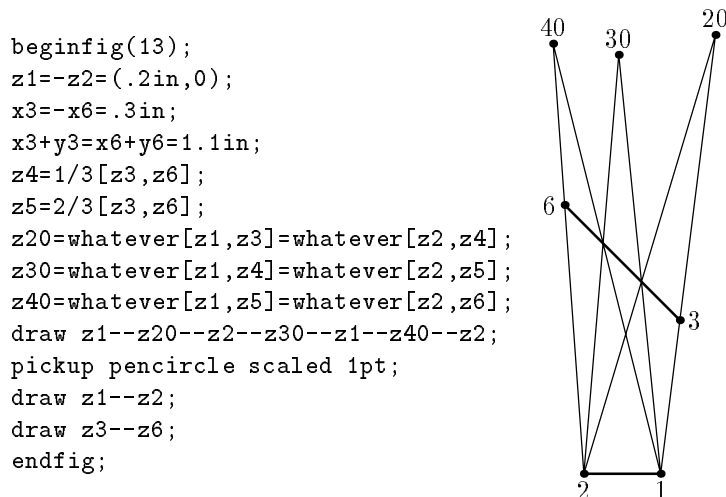 beginfig(13);
z1=-z2=(.2in,0);
x3=-x6=.3in;
x3+y3=x6+y6=1.1in;
z4=1/3[z3,z6];
z5=2/3[z3,z6];
z20=whatever[z1,z3]=whatever[z2,z4];
z30=whatever[z1,z4]=whatever[z2,z5];
z40=whatever[z1,z5]=whatever[z2,z6];
draw z1--z20--z2--z30--z1--z40--z2;
pickup pencircle scaled 1pt;
draw z1--z2;
draw z3--z6;
endfig;
40
30
20
6
3
2
1